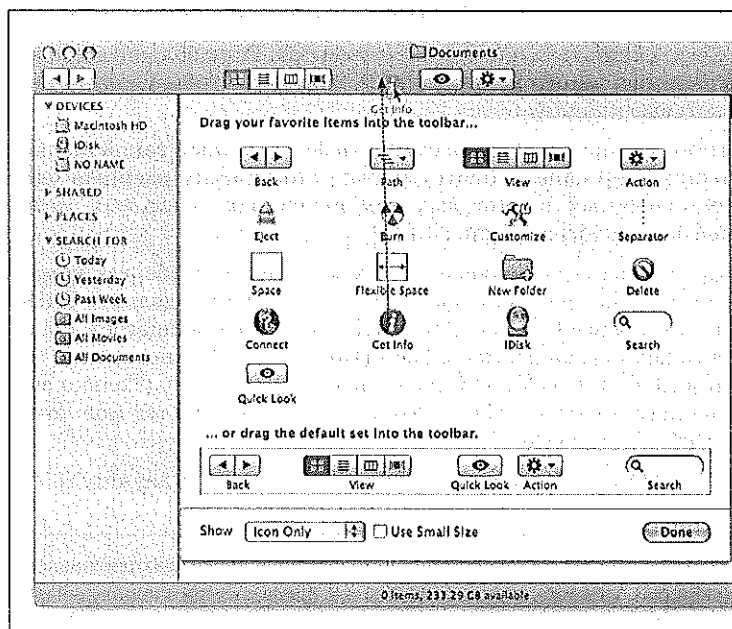 Documents
Get Info
DEVICES
Macintosh HD
iDisk
NO NAME
SHARED
PLACES
SEARCH FOR
Today
Yesterday
Past Week
All Images
All Movies
All Documents
Drag your favorite items into the toolbar...
Back Path View Action
Eject Burn Customize Separator
Space Flexible Space New Folder Delete
Connect Get Info iDisk Search
Quick Look
... or drag the default set into the toolbar.
Back View Quick Look Action Search
Show Icon Only Use Small Size Done
0 items, 233.29 GB available